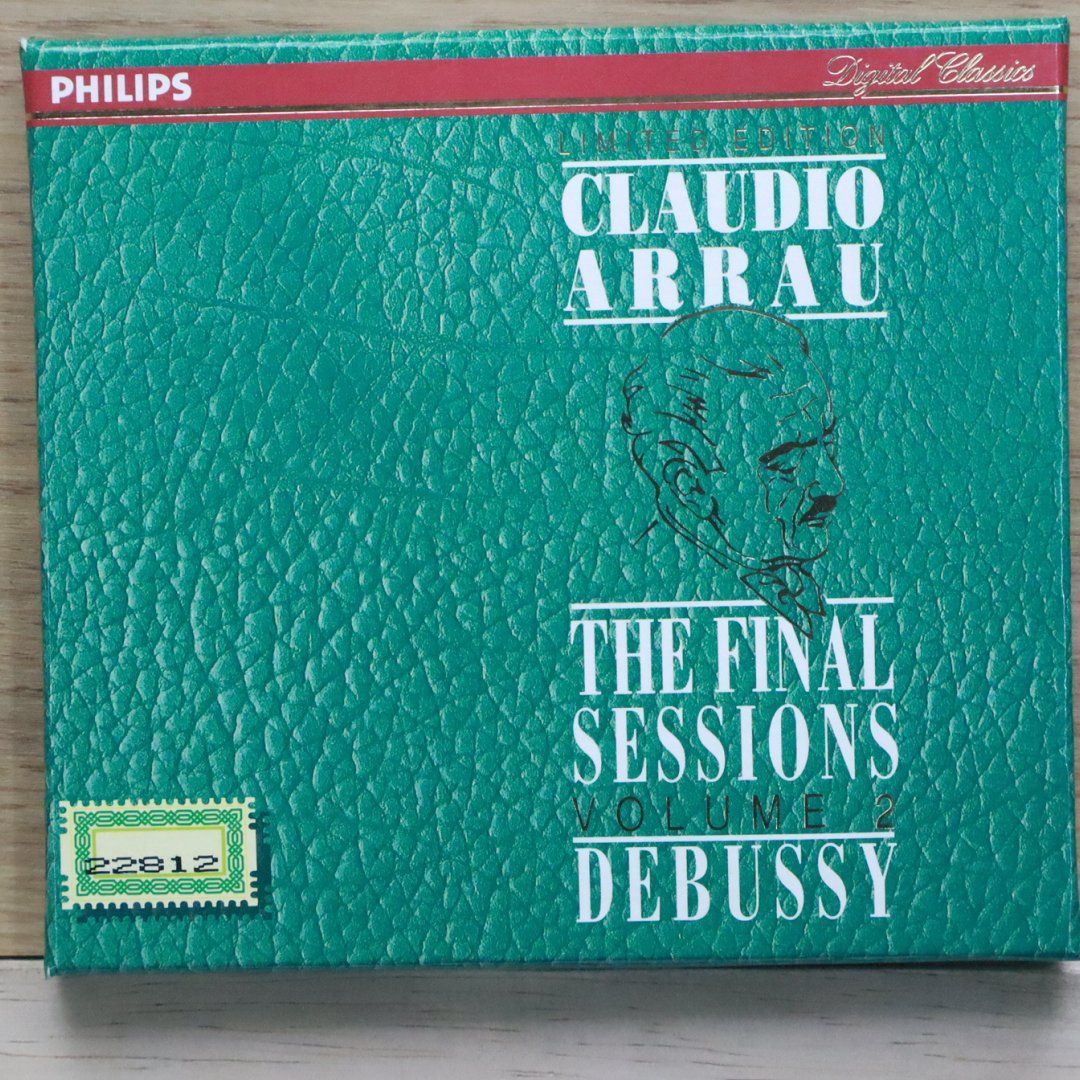 PHILIPS
Digital Classics
LIMITED EDITION
CLAUDIO
ARRAU
THE FINAL
SESSIONS
VOLUME 2
DEBUSSY
22812